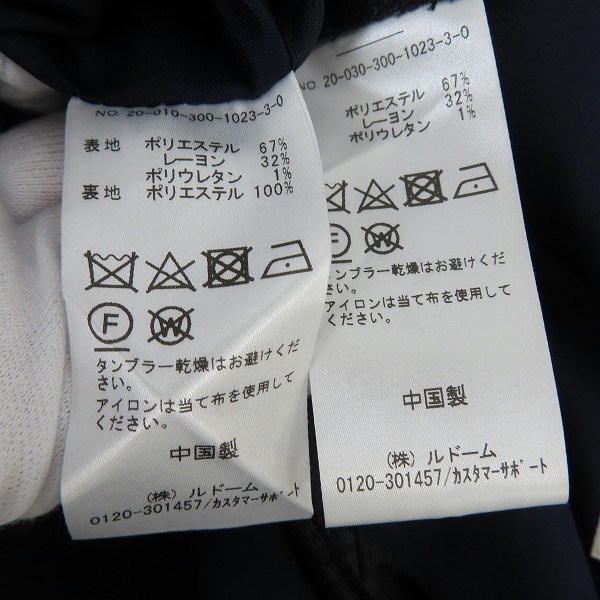 NO. 20-010-300-1023-3-0
表地 ポリエステル 67%
レーヨン 32%
ポリウレタン 1%
裏地 ポリエステル 100%
F W
タンブラー乾燥はお避けくだ
さい。
アイロンは当て布を使用して
ください。
中国製
(株) ルドーム
0120-301457/カスタマーサポート
NO. 20-030-300-1023-3-0
ポリエステル 67%
レーヨン 32%
ポリウレタン 1%
F W
タンブラー乾燥はお避けくだ
さい。
アイロンは当て布を使用して
ください。
中国製
(株) ルドーム
0120-301457/カスタマーサポート